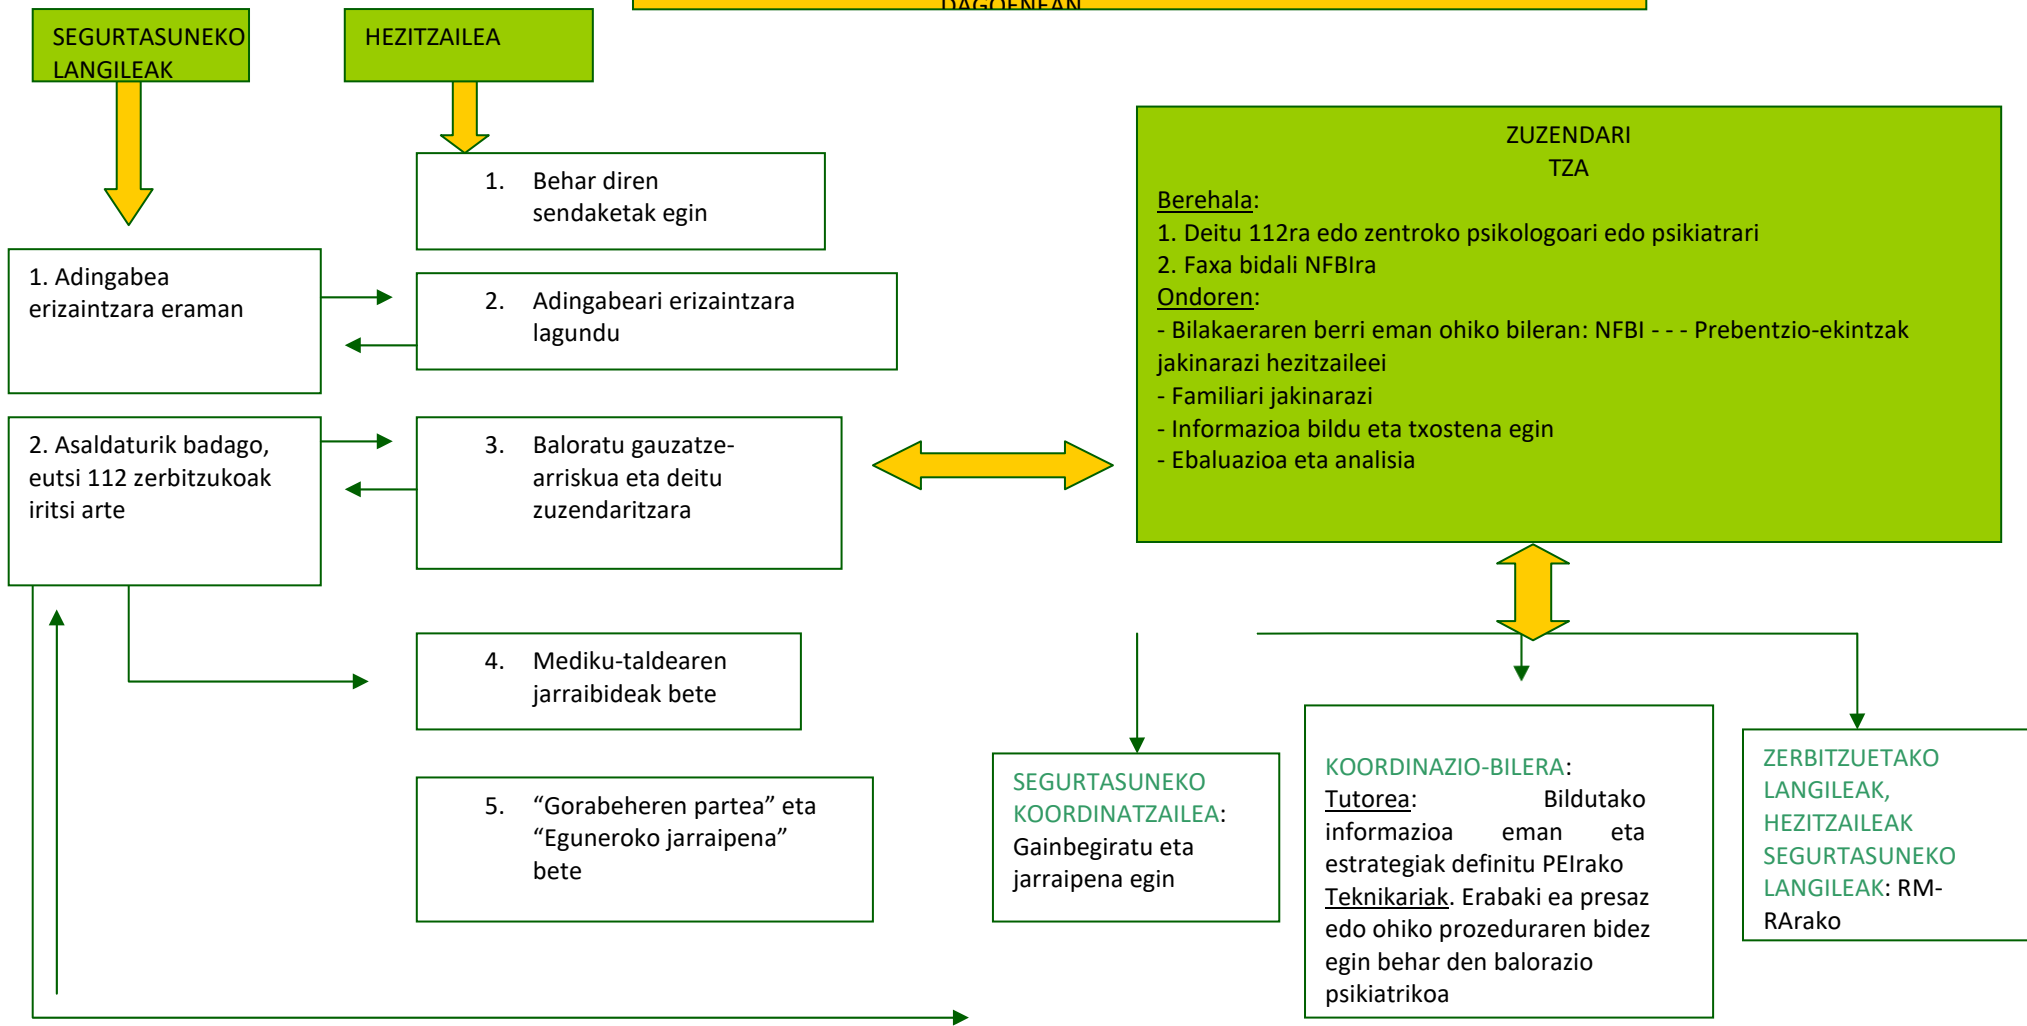 DAGOENEAN
SEGURTASUNEKO
LANGILEAK
HEZITZAILEA
1. Behar diren
sendaketak egin
1. Adingabea
erizaintzara eraman
2. Adingabeari erizaintzara
lagundu
2. Asaldaturik badago,
eutsi 112 zerbitzukoak
iritsi arte
3. Baloratu gauzatze-
arriskua eta deitu
zuzendaritzara
4. Mediku-taldearen
jarraibideak bete
5. “Gorabeheren partea” eta
“Eguneroko jarraipena”
bete
ZUZENDARI
TZA
Berehala:
1. Deitu 112ra edo zentroko psikologoari edo psikiatrari
2. Faxa bidali NFBIra
Ondoren:
- Bilakaeraren berri eman ohiko bileran: NFBI - - - Prebentzio-ekintzak
jakinarazi hezitzaileei
- Familiari jakinarazi
- Informazioa bildu eta txostena egin
- Ebaluazioa eta analisia
SEGURTASUNEKO
KOORDINATZAILEA:
Gainbegiratu eta
jarraipena egin
KOORDINAZIO-BILERA:
Tutorea: Bildutako
informazioa eman eta
estrategiak definitu PEIrako
Teknikariak. Erabaki ea presaz
edo ohiko prozeduraren bidez
egin behar den balorazio
psikiatrikoa
ZERBITZUETAKO
LANGILEAK,
HEZITZAILEAK
SEGURTASUNEKO
LANGILEAK: RM-
RArako